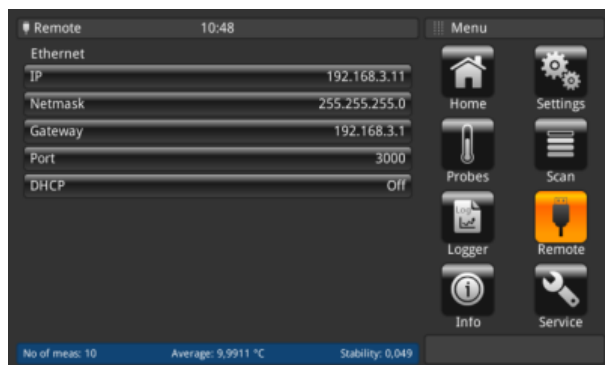 Remote 10:48
Ethernet
IP 192.168.3.11
Netmask 255.255.255.0
Gateway 192.168.3.1
Port 3000
DHCP Off
No of meas: 10 Average: 9,9911 °C Stability: 0,049
Menu
Home Settings
Probes Scan
Log
Logger Remote
Info Service